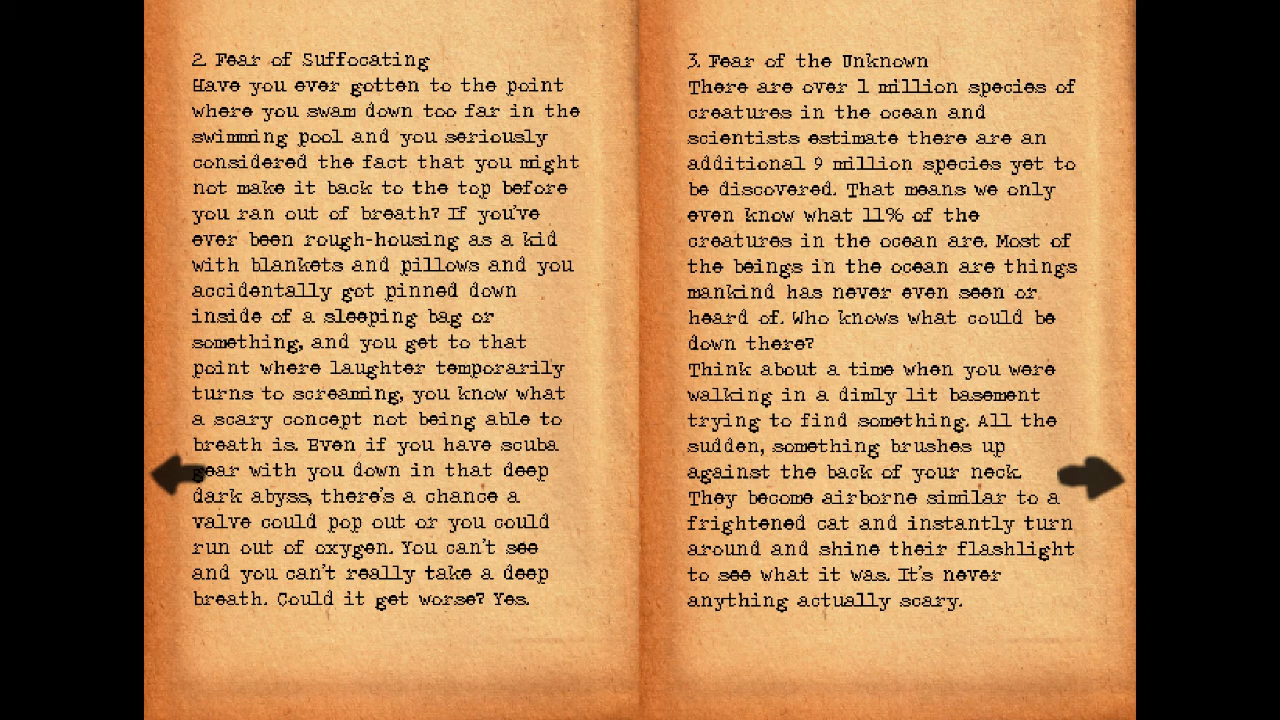 2. Fear of Suffocating
Have you ever gotten to the point
where you swam down too far in the
swimming pool and you seriously
considered the fact that you might
not make it back to the top before
you ran out of breath? If you've
ever been rough-housing as a kid
with blankets and pillows and you
accidentally got pinned down
inside of a sleeping bag or
something, and you get to that
point where laughter temporarily
turns to screaming, you know what
a scary concept not being able to
breath is. Even if you have scuba
gear with you down in that deep
dark abyss, there's a chance a
valve could pop out or you could
run out of oxygen. You can't see
and you can't really take a deep
breath. Could it get worse? Yes.
3. Fear of the Unknown
There are over 1 million species of
creatures in the ocean and
scientists estimate there are an
additional 9 million species yet to
be discovered. That means we only
even know what 11% of the
creatures in the ocean are. Most of
the beings in the ocean are things
mankind has never even seen or
heard of. Who knows what could be
down there?
Think about a time when you were
walking in a dimly lit basement
trying to find something. All the
sudden, something brushes up
against the back of your neck.
They become airborne similar to a
frightened cat and instantly turn
around and shine their flashlight
to see what it was. It's never
anything actually scary.